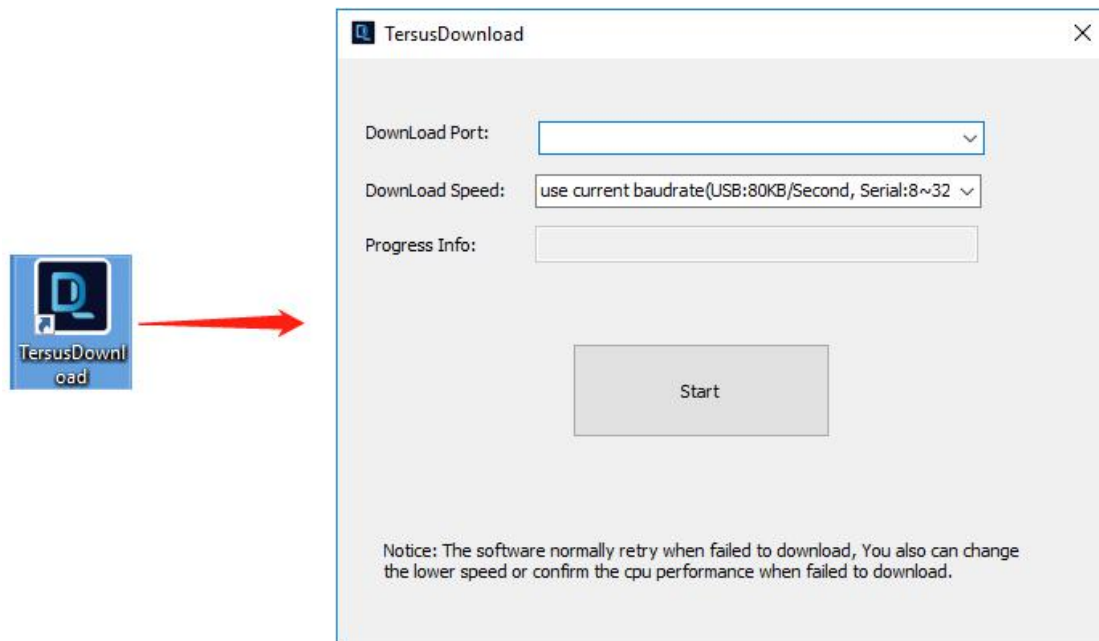 TersusDownload
DownLoad Port:
DownLoad Speed:
use current baudrate(USB:80KB/Second, Serial:8~32
Progress Info:
TersusDownl
oad
Start
Notice: The software normally retry when failed to download, You also can change
the lower speed or confirm the cpu performance when failed to download.